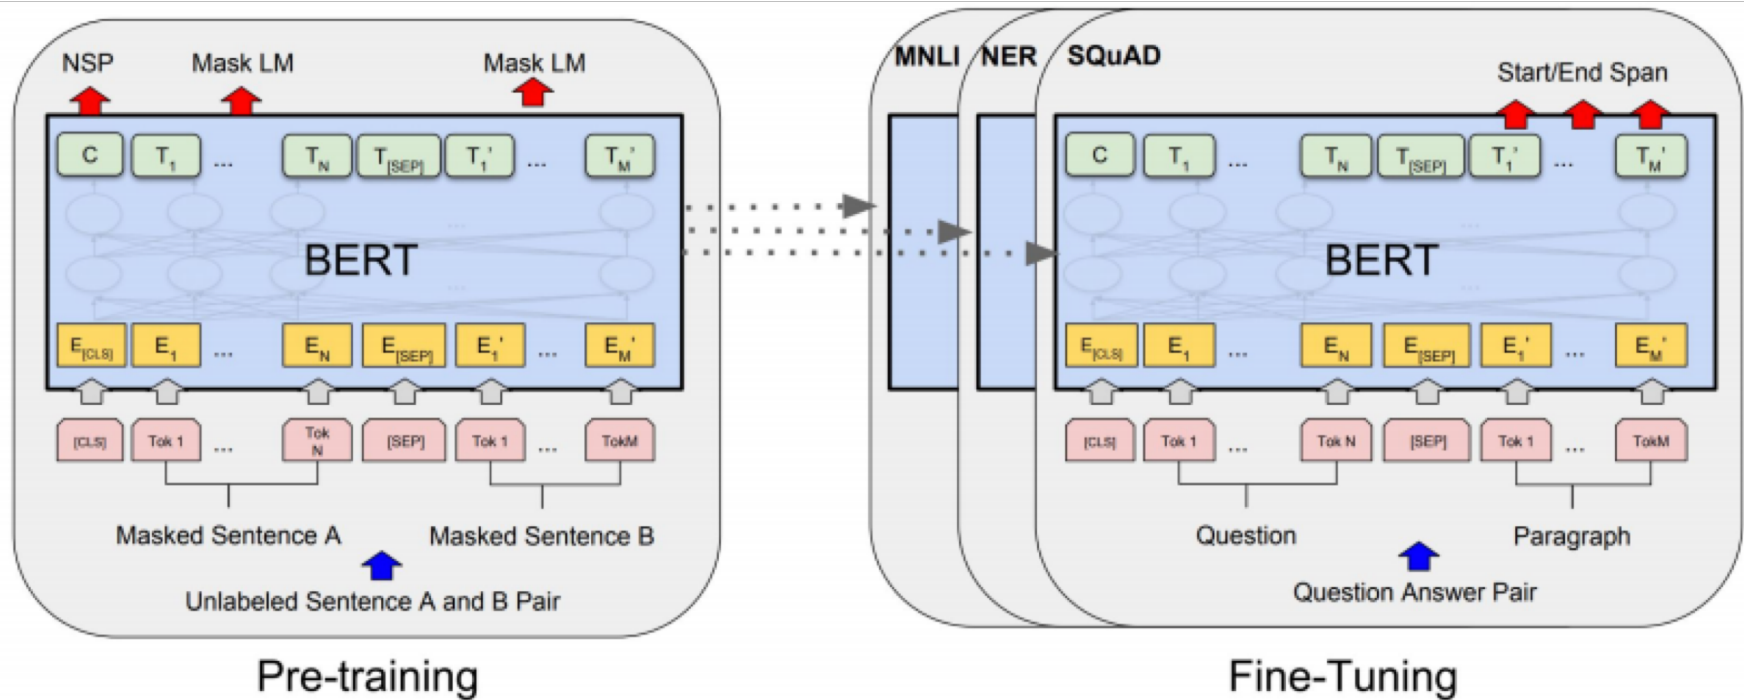 NSP Mask LM Mask LM
C T1 ... TN T[SEP] T1' ... TM'
...
BERT
...
E[CLS] E1 ... EN E[SEP] E1' ... EM'
[CLS] Tok 1 ... Tok N [SEP] Tok 1 ... TokM
Masked Sentence A Masked Sentence B
Unlabeled Sentence A and B Pair
Pre-training
MNLI NER SQuAD
Start/End Span
C T1 ... TN T[SEP] T1' ... TM'
...
BERT
...
E[CLS] E1 ... EN E[SEP] E1' ... EM'
[CLS] Tok 1 ... Tok N [SEP] Tok 1 ... TokM
Question Paragraph
Question Answer Pair
Fine-Tuning